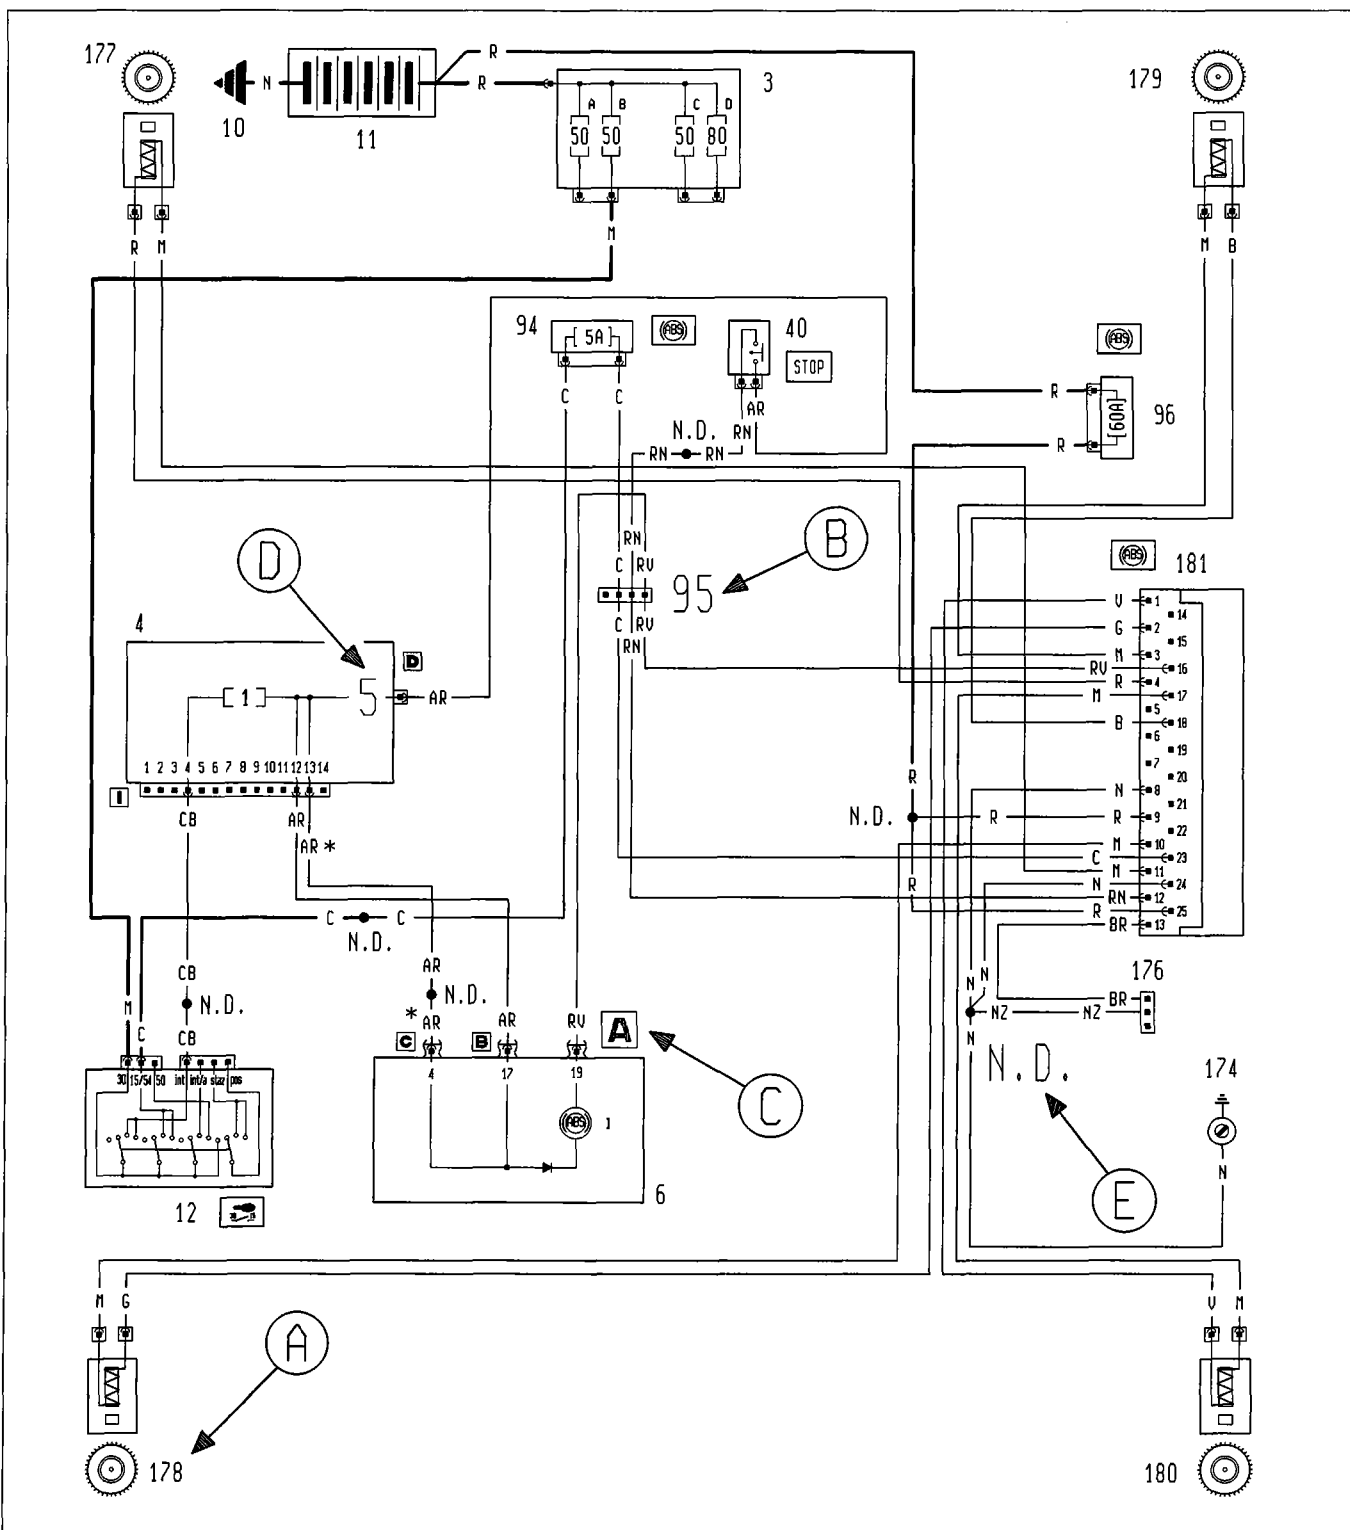 177
10
N
11
R
R
3
A
B
C
D
50
50
50
80
179
R
M
M
M
B
94
5A
(ABS)
40
STOP
C
C
AR
RN
N.D.
RN
RN
(ABS)
R
60A
R
96
D
B
RN
C
RV
95
C
RV
RN
(ABS)
181
4
D
1
5
AR
1 2 3 4 5 6 7 8 9 10 11 12 13 14
I
CB
AR
AR *
V
G
M
RV
R
M
B
N
R
M
C
M
N
RN
R
BR
1
14
2
15
3
16
4
17
5
18
6
19
7
20
8
21
9
22
10
23
11
24
12
25
13
R
N.D.
R
R
C
C
N.D.
CB
N.D.
M
C
CB
AR
N.D.
*
AR
AR
RV
C
B
A
C
4
17
19
(ABS)
1
6
30 15/54 50 int int/a staz pos
12
N
N
176
BR
NZ
NZ
N
N.D.
E
174
N
M
G
A
178
V
M
180